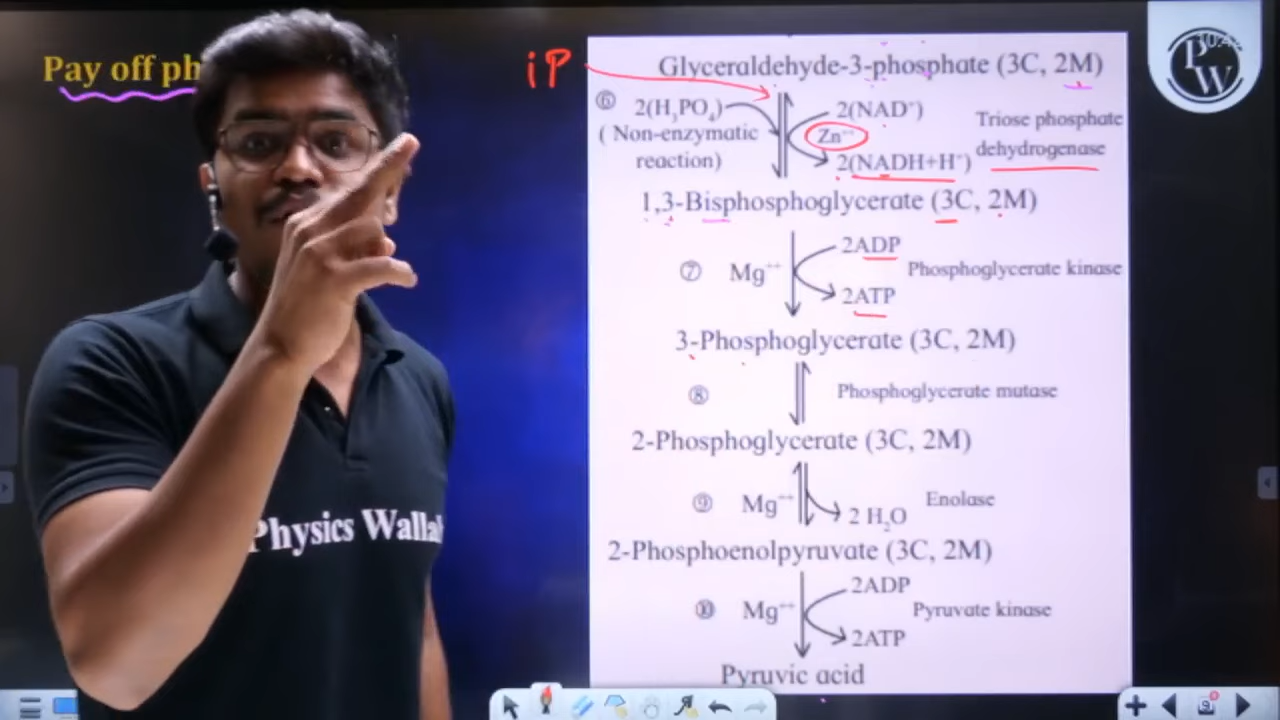 Pay off ph
iP
Glyceraldehyde-3-phosphate (3C, 2M)
⑥ 2(H₃PO₄) 2(NAD⁺)
( Non-enzymatic Zn⁺⁺ Triose phosphate
reaction) 2(NADH+H⁺) dehydrogenase
1,3-Bisphosphoglycerate (3C, 2M)
2ADP
⑦ Mg⁺⁺ Phosphoglycerate kinase
2ATP
3-Phosphoglycerate (3C, 2M)
⑧ Phosphoglycerate mutase
2-Phosphoglycerate (3C, 2M)
⑨ Mg⁺⁺ Enolase
2 H₂O
2-Phosphoenolpyruvate (3C, 2M)
2ADP
⑩ Mg⁺⁺ Pyruvate kinase
2ATP
Pyruvic acid
Physics Wallah
PW
9